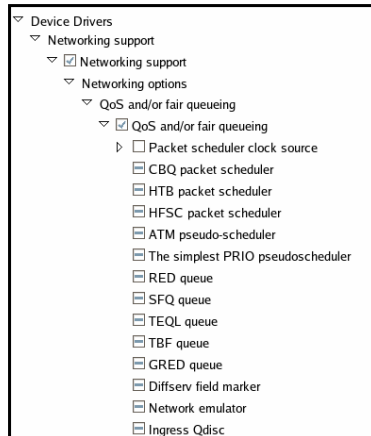 Device Drivers
Networking support
Networking support
Networking options
QoS and/or fair queueing
QoS and/or fair queueing
Packet scheduler clock source
CBQ packet scheduler
HTB packet scheduler
HFSC packet scheduler
ATM pseudo-scheduler
The simplest PRIO pseudoscheduler
RED queue
SFQ queue
TEQL queue
TBF queue
GRED queue
Diffserv field marker
Network emulator
Ingress Qdisc